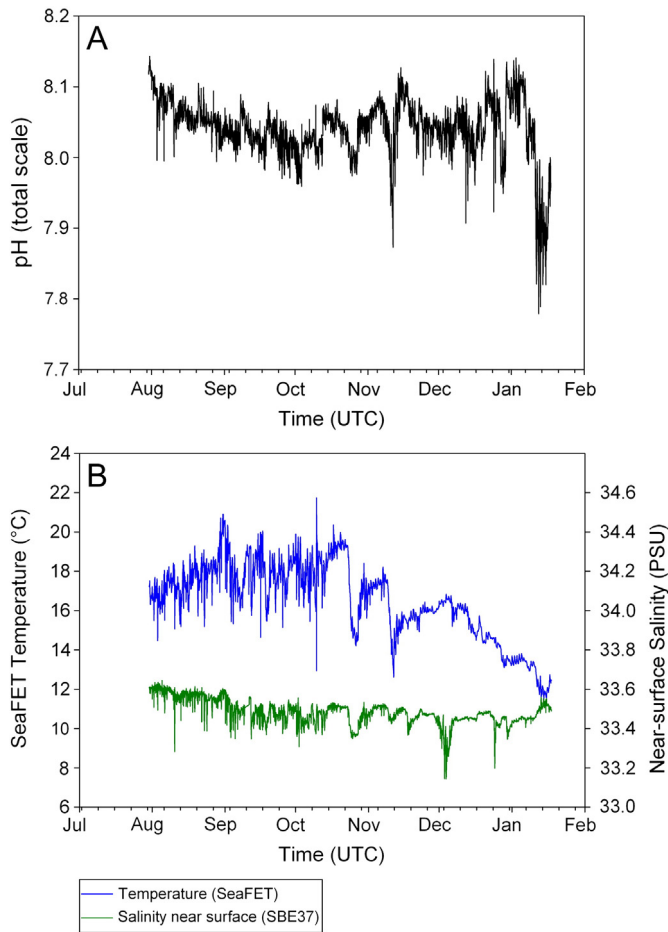 A
8.2
8.1
8.0
7.9
7.8
7.7
pH (total scale)
Jul Aug Sep Oct Nov Dec Jan Feb
Time (UTC)
B
24
22
20
18
16
14
12
10
8
6
SeaFET Temperature (°C)
34.6
34.4
34.2
34.0
33.8
33.6
33.4
33.2
33.0
Near-surface Salinity (PSU)
Jul Aug Sep Oct Nov Dec Jan Feb
Time (UTC)
Temperature (SeaFET)
Salinity near surface (SBE37)